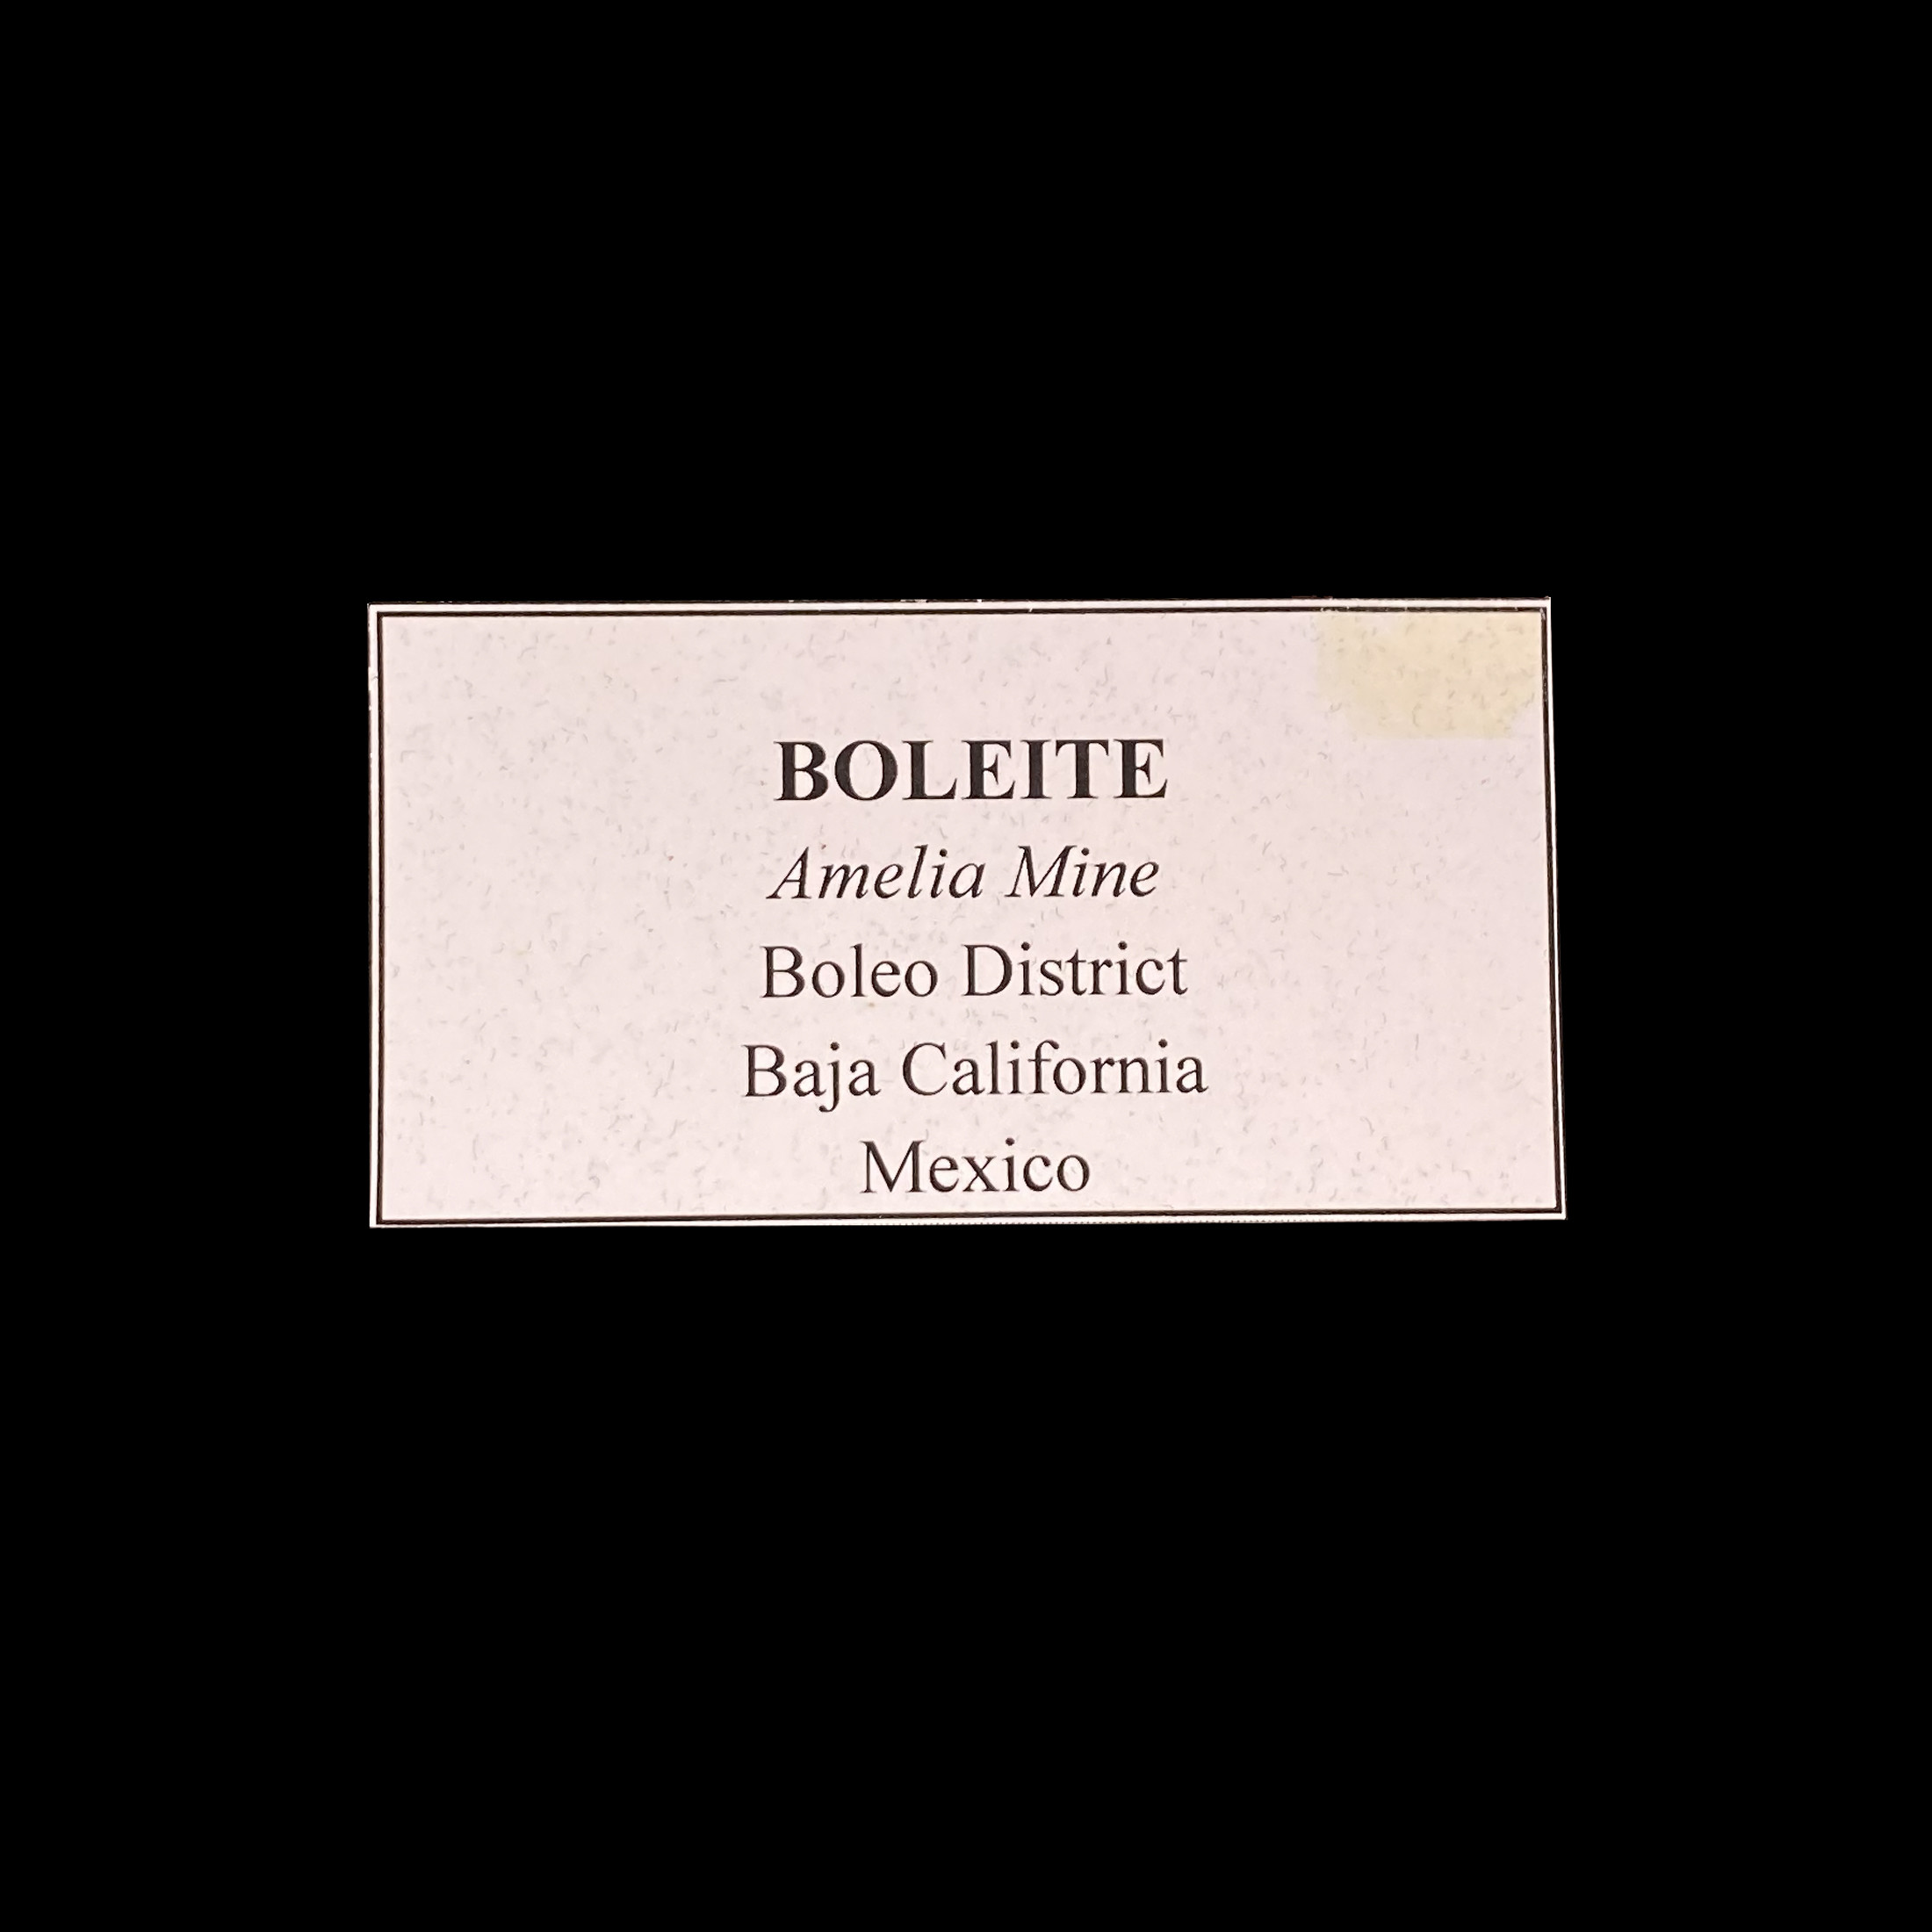 BOLEITE
Amelia Mine
Boleo District
Baja California
Mexico